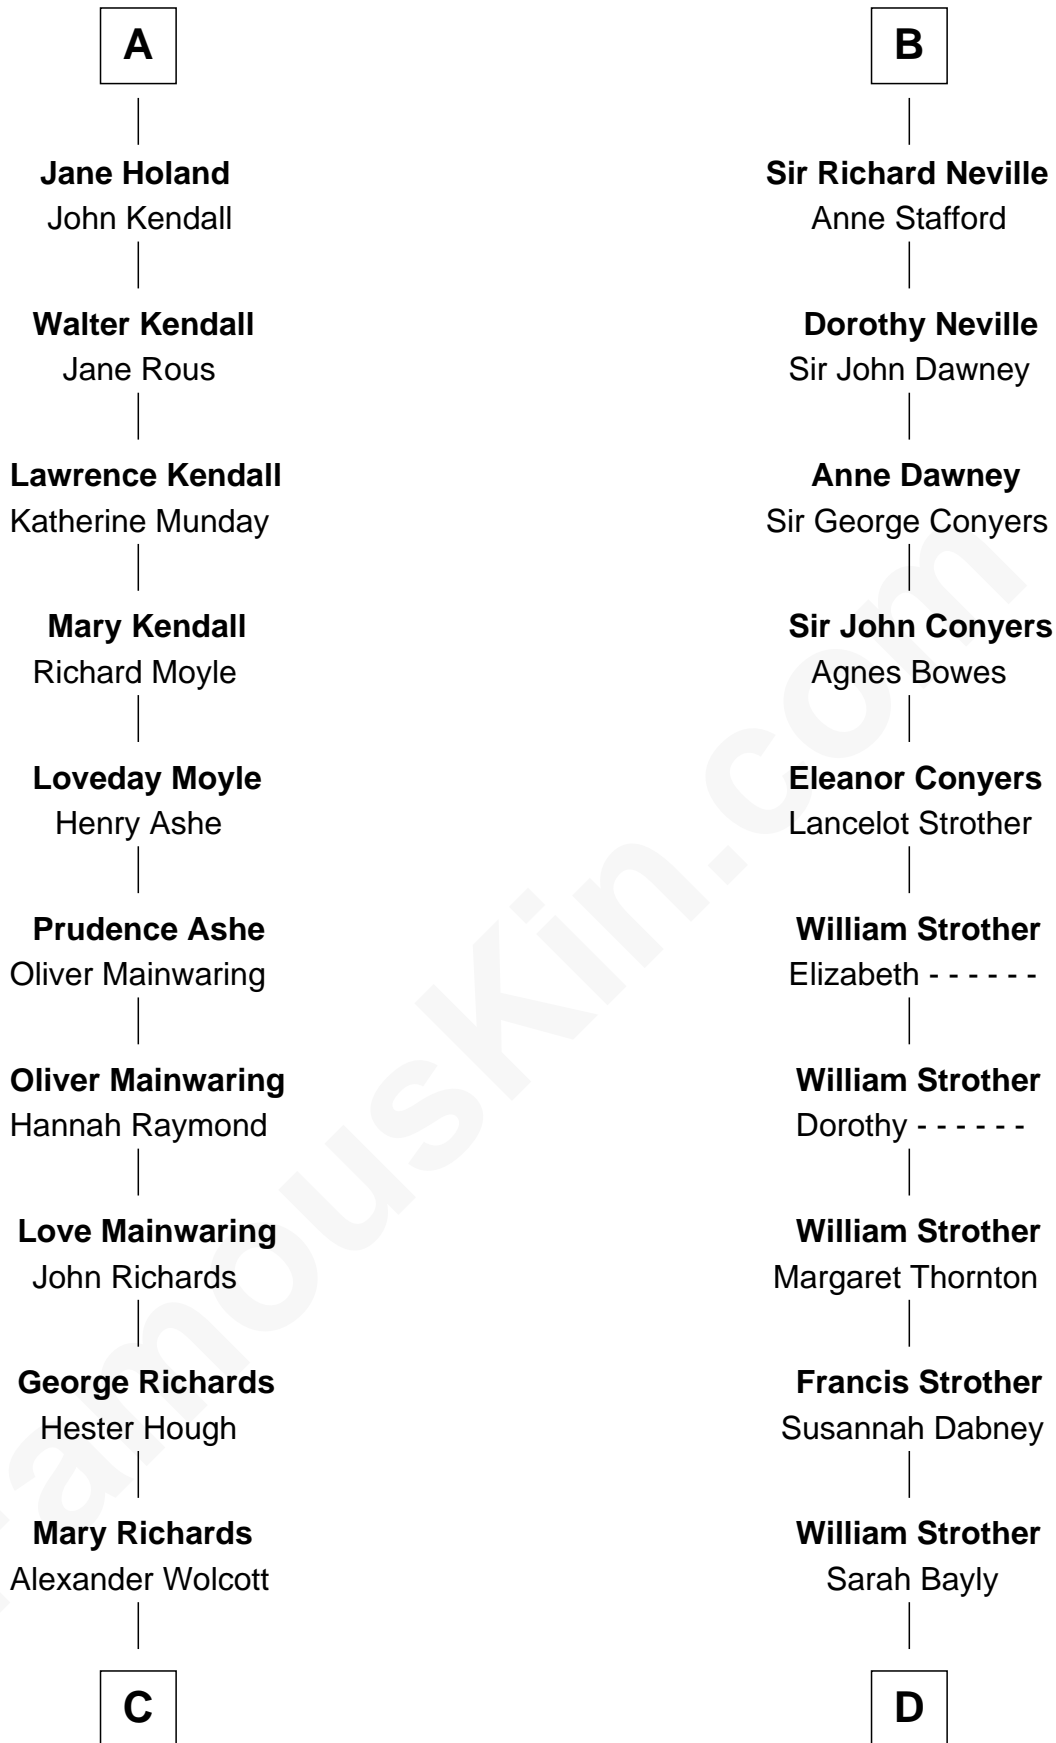 A
Jane Holand
John Kendall
Walter Kendall
Jane Rous
Lawrence Kendall
Katherine Munday
Mary Kendall
Richard Moyle
Loveday Moyle
Henry Ashe
Prudence Ashe
Oliver Mainwaring
Oliver Mainwaring
Hannah Raymond
Love Mainwaring
John Richards
George Richards
Hester Hough
Mary Richards
Alexander Wolcott
C
B
Sir Richard Neville
Anne Stafford
Dorothy Neville
Sir John Dawney
Anne Dawney
Sir George Conyers
Sir John Conyers
Agnes Bowes
Eleanor Conyers
Lancelot Strother
William Strother
Elizabeth - - - - - -
William Strother
Dorothy - - - - - -
William Strother
Margaret Thornton
Francis Strother
Susannah Dabney
William Strother
Sarah Bayly
D
FamousKin.com